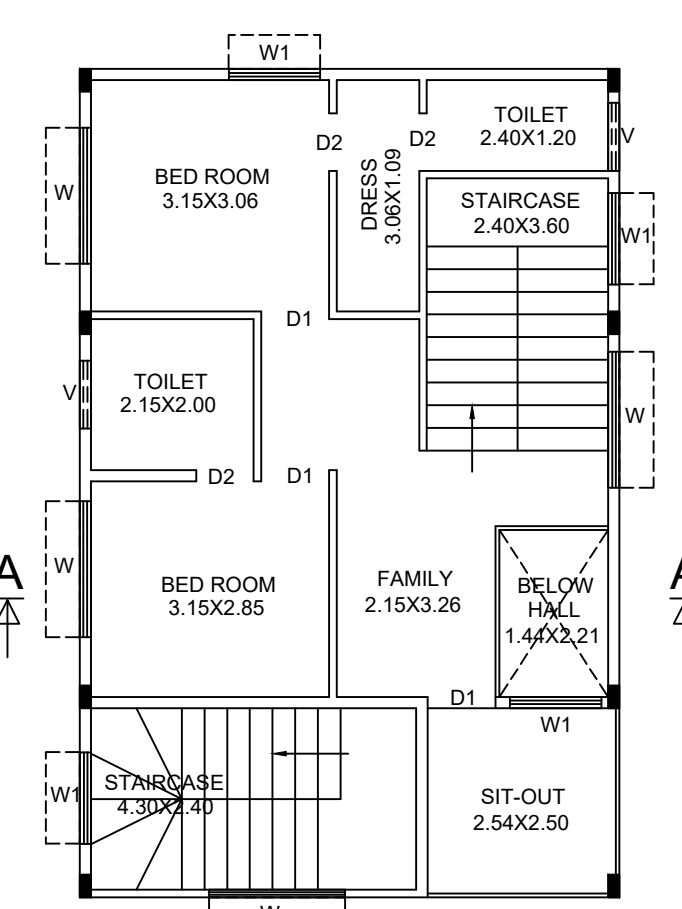 W1
TOILET
2.40X1.20
D2
D2
V
BED ROOM
3.15X3.06
DRESS
3.06X1.09
W
STAIRCASE
2.40X3.60
W1
D1
TOILET
2.15X2.00
V
W
D2
D1
W
BED ROOM
3.15X2.85
FAMILY
2.15X3.26
BELOW
HALL
1.44X2.21
A
A
D1
W1
STAIRCASE
4.30X2.40
W1
SIT-OUT
2.54X2.50
W